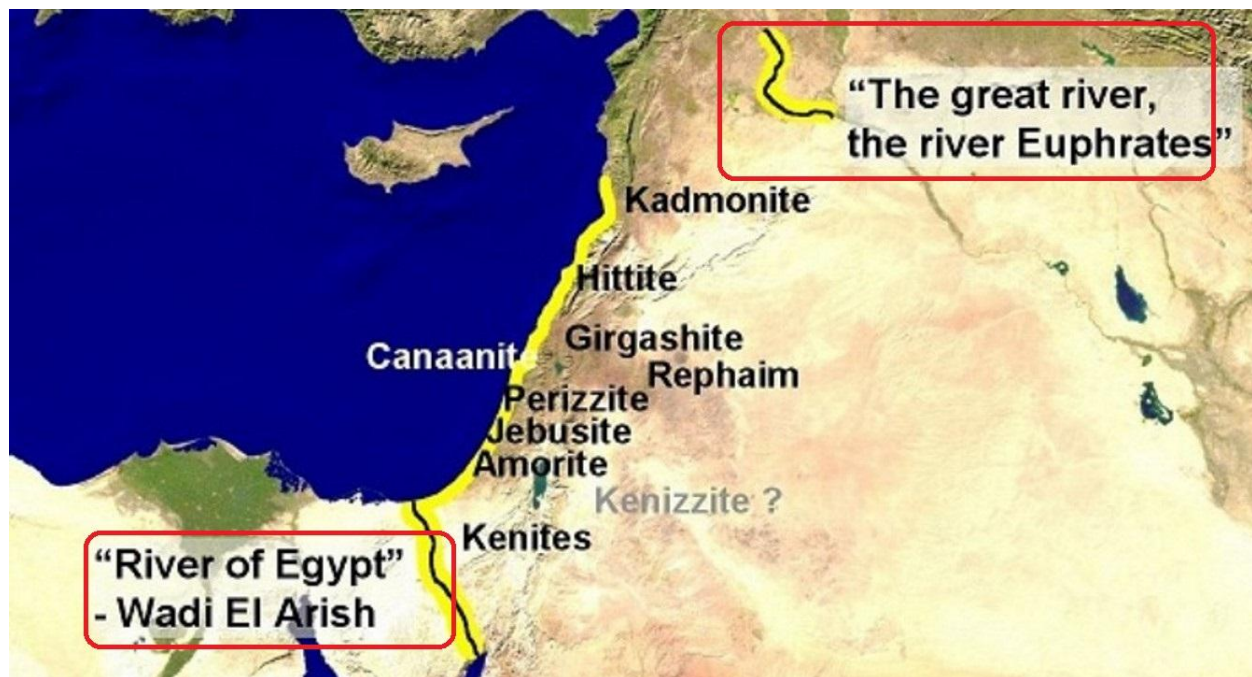 “The great river,
the river Euphrates”
Kadmonite
Hittite
Girgashite
Canaanite
Rephaim
Perizzite
Jebusite
Amorite
Kenizzite ?
Kenites
“River of Egypt”
- Wadi El Arish